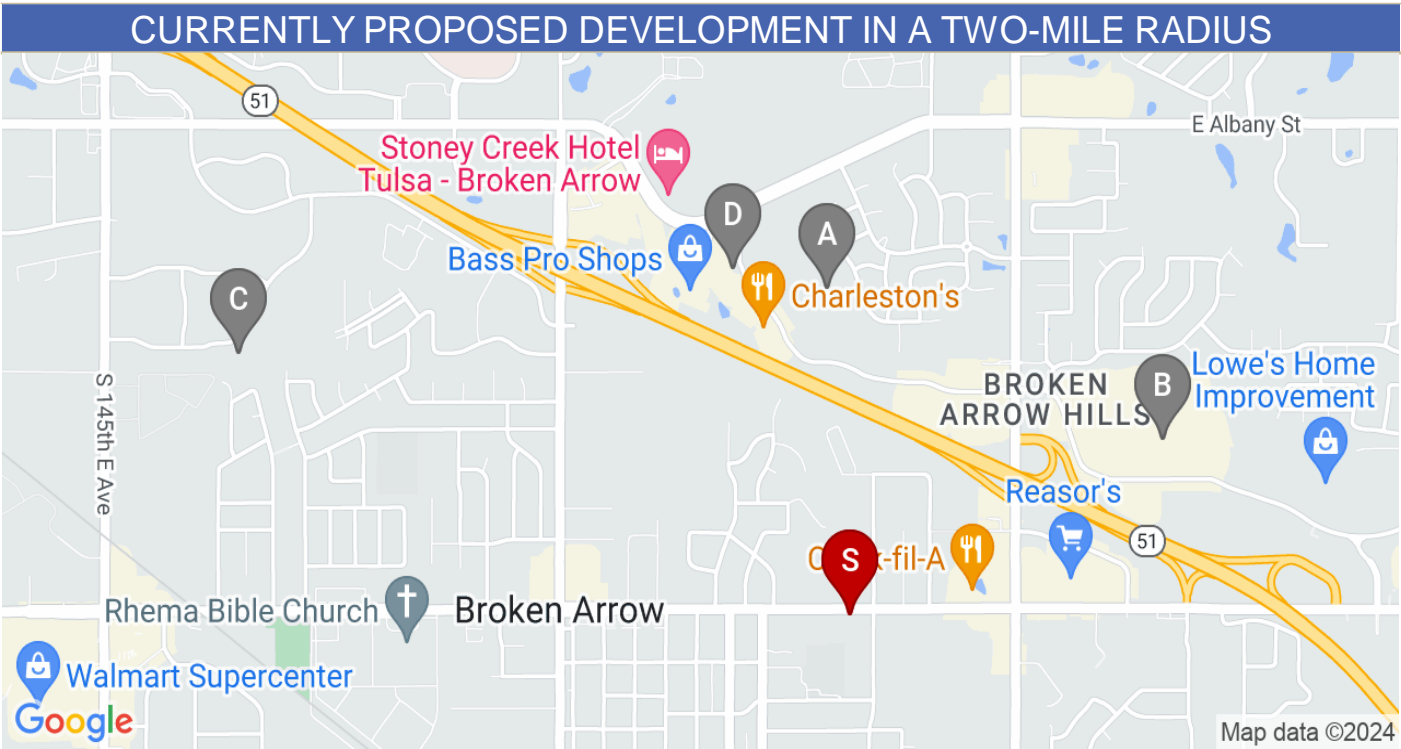 CURRENTLY PROPOSED DEVELOPMENT IN A TWO-MILE RADIUS
51
E Albany St
Stoney Creek Hotel
Tulsa - Broken Arrow
D
A
Bass Pro Shops
C
Charleston's
Lowe's Home
Improvement
BROKEN
ARROW HILLS
B
S 145th E Ave
Reasor's
51
S
-fil-A
Rhema Bible Church
Broken Arrow
Walmart Supercenter
Google
Map data ©2024